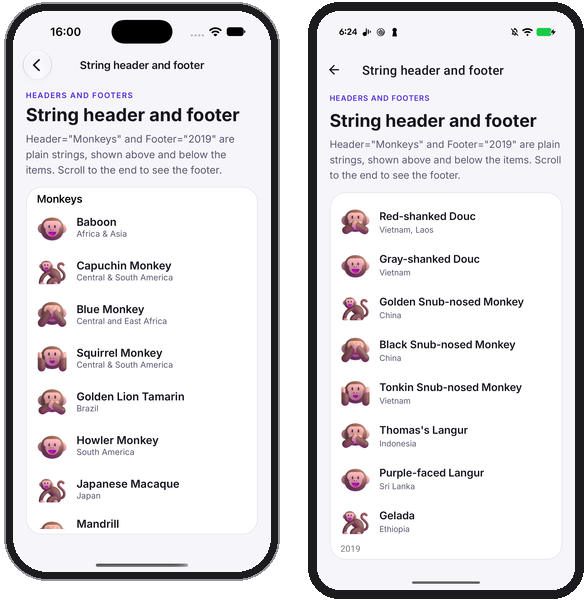 16:00
String header and footer
HEADERS AND FOOTERS
String header and footer
Header="Monkeys" and Footer="2019" are
plain strings, shown above and below the
items. Scroll to the end to see the footer.
Monkeys
Baboon
Africa & Asia
Capuchin Monkey
Central & South America
Blue Monkey
Central and East Africa
Squirrel Monkey
Central & South America
Golden Lion Tamarin
Brazil
Howler Monkey
South America
Japanese Macaque
Japan
Mandrill
6:24
String header and footer
HEADERS AND FOOTERS
String header and footer
Header="Monkeys" and Footer="2019" are plain
strings, shown above and below the items. Scroll
to the end to see the footer.
Red-shanked Douc
Vietnam, Laos
Gray-shanked Douc
Vietnam
Golden Snub-nosed Monkey
China
Black Snub-nosed Monkey
China
Tonkin Snub-nosed Monkey
Vietnam
Thomas's Langur
Indonesia
Purple-faced Langur
Sri Lanka
Gelada
Ethiopia
2019